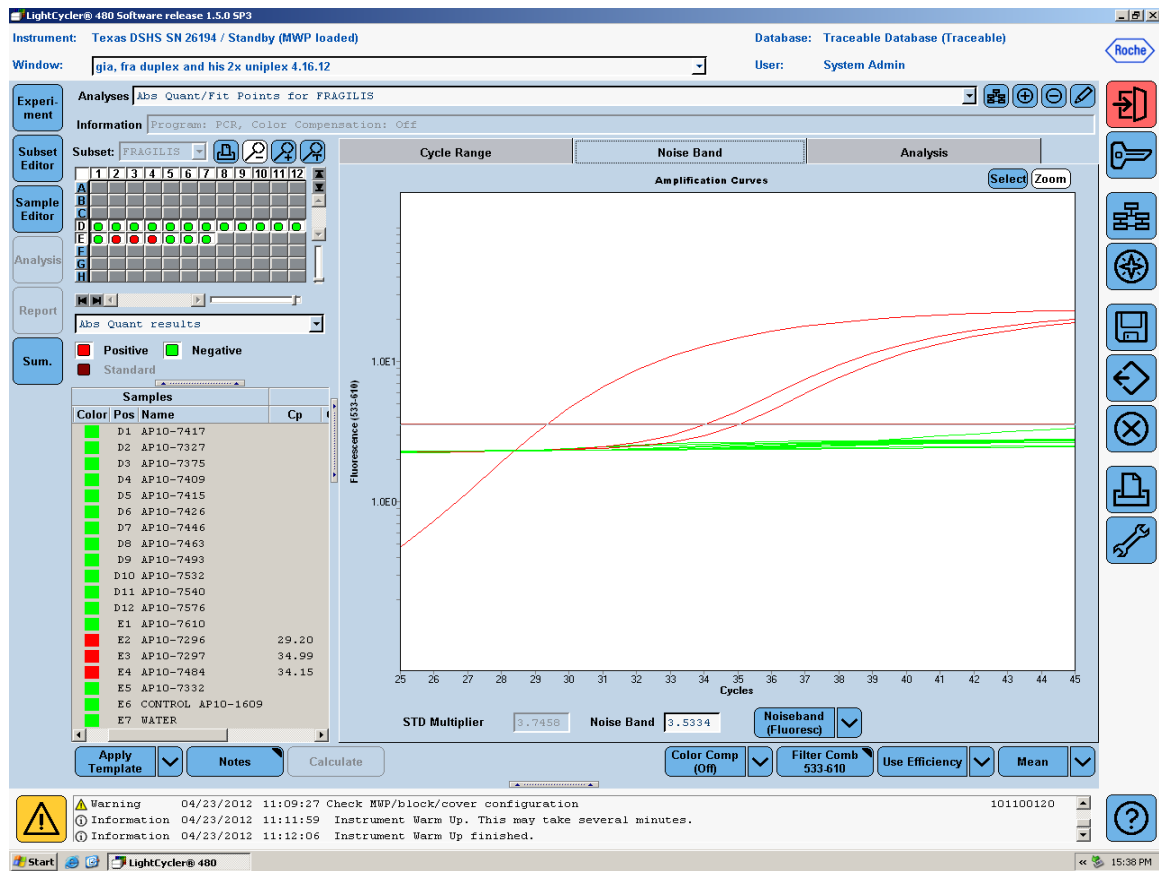 LightCycler® 480 Software release 1.5.0 SP3
Instrument: Texas DSHS SN 26194 / Standby (MWP loaded)
Database: Traceable Database (Traceable)
Window: gia, fra duplex and his 2x uniplex 4.16.12
User: System Admin
Roche
Experi-
ment
Subset
Editor
Sample
Editor
Analysis
Report
Sum.
Analyses Abs Quant/Fit Points for FRAGILIS
Information Program: PCR, Color Compensation: Off
Subset: FRAGILIS
1 2 3 4 5 6 7 8 9 10 11 12
A
B
C
D
E
F
G
H
Abs Quant results
Positive Negative
Standard
Samples
Color Pos Name Cp
D1 AP10-7417
D2 AP10-7327
D3 AP10-7375
D4 AP10-7409
D5 AP10-7415
D6 AP10-7426
D7 AP10-7446
D8 AP10-7463
D9 AP10-7493
D10 AP10-7532
D11 AP10-7540
D12 AP10-7576
E1 AP10-7610
E2 AP10-7296 29.20
E3 AP10-7297 34.99
E4 AP10-7484 34.15
E5 AP10-7332
E6 CONTROL AP10-1609
E7 WATER
Cycle Range Noise Band Analysis
Amplification Curves
Select Zoom
Fluorescence (533-610)
1.0E1
1.0E0
25 26 27 28 29 30 31 32 33 34 35 36 37 38 39 40 41 42 43 44 45
Cycles
STD Multiplier 3.7458 Noise Band 3.5334 Noiseband
(Fluoresc)
Apply
Template
Notes
Calculate
Color Comp
(Off)
Filter Comb
533-610
Use Efficiency
Mean
Warning 04/23/2012 11:09:27 Check MWP/block/cover configuration 101100120
Information 04/23/2012 11:11:59 Instrument Warm Up. This may take several minutes.
Information 04/23/2012 11:12:06 Instrument Warm Up finished.
Start LightCycler® 480 15:38 PM